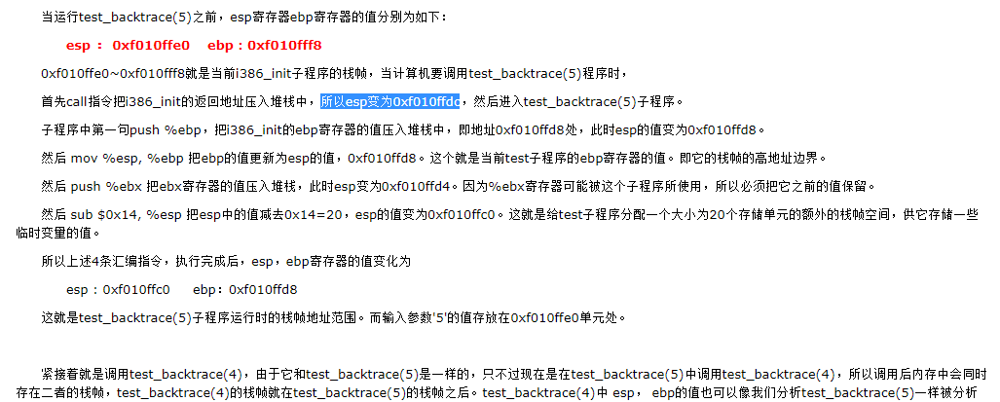 当运行test_backtrace(5)之前，esp寄存器ebp寄存器的值分别为如下：
esp ： 0xf010ffe0 ebp：0xf010fff8
0xf010ffe0~0xf010fff8就是当前i386_init子程序的栈帧，当计算机要调用test_backtrace(5)程序时，
首先call指令把i386_init的返回地址压入堆栈中，所以esp变为0xf010ffdc，然后进入test_backtrace(5)子程序。
子程序中第一句push %ebp，把i386_init的ebp寄存器的值压入堆栈中，即地址0xf010ffd8处，此时esp的值变为0xf010ffd8。
然后 mov %esp, %ebp 把ebp的值更新为esp的值，0xf010ffd8。这个就是当前test子程序的ebp寄存器的值。即它的栈帧的高地址边界。
然后 push %ebx 把ebx寄存器的值压入堆栈，此时esp变为0xf010ffd4。因为%ebx寄存器可能被这个子程序所使用，所以必须把它之前的值保留。
然后 sub $0x14, %esp 把esp中的值减去0x14=20，esp的值变为0xf010ffc0。这就是给test子程序分配一个大小为20个存储单元的额外的栈帧空间，供它存储一些
临时变量的值。
所以上述4条汇编指令，执行完成后，esp，ebp寄存器的值变化为
esp : 0xf010ffc0 ebp：0xf010ffd8
这就是test_backtrace(5)子程序运行时的栈帧地址范围。而输入参数'5'的值存放在0xf010ffe0单元处。
紧接着就是调用test_backtrace(4)，由于它和test_backtrace(5)是一样的，只不过现在是在test_backtrace(5)中调用test_backtrace(4)，所以调用后内存中会同时
存在二者的栈帧，test_backtrace(4)的栈帧就在test_backtrace(5)的栈帧之后。test_backtrace(4)中 esp， ebp的值也可以像我们分析test_backtrace(5)一样被分析